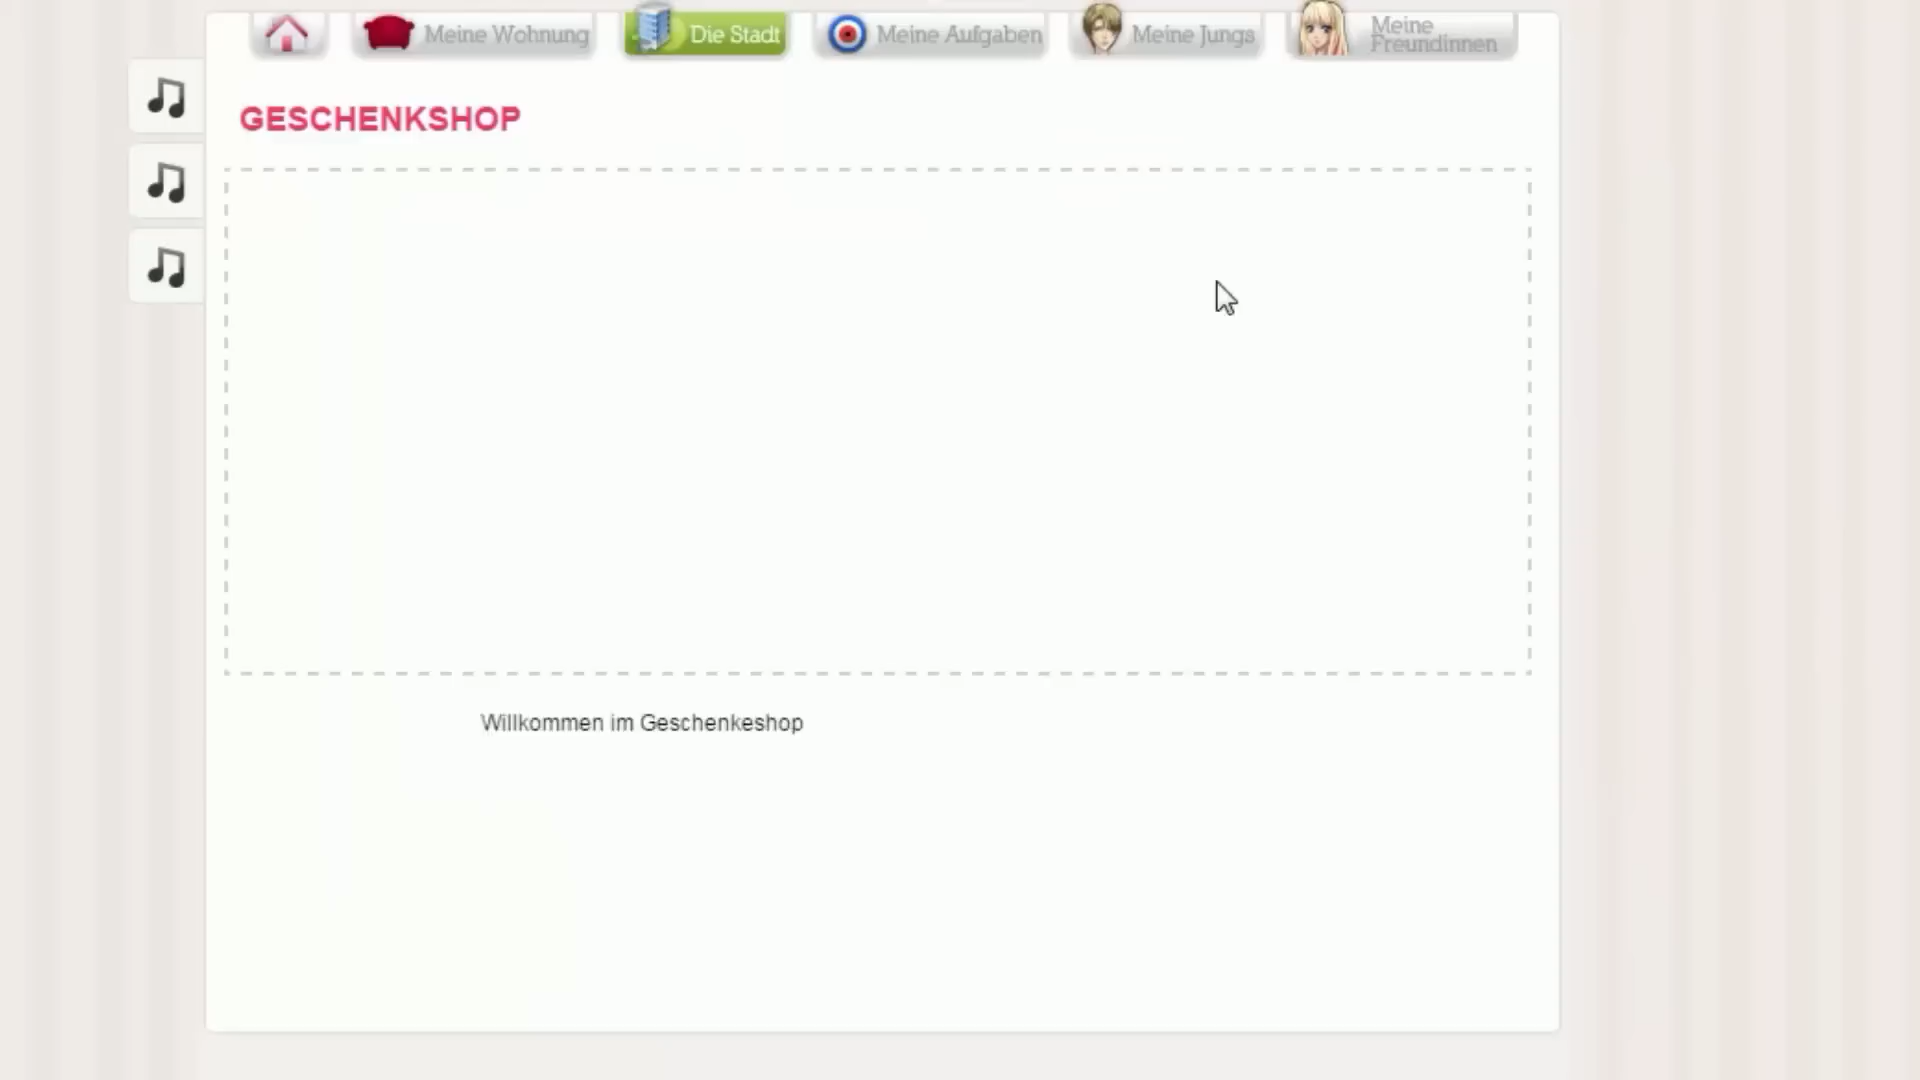 Meine Wohnung
Die Stadt
Meine Aufgaben
Meine Jungs
Meine
Freundinnen
GESCHENKSHOP
Willkommen im Geschenkeshop